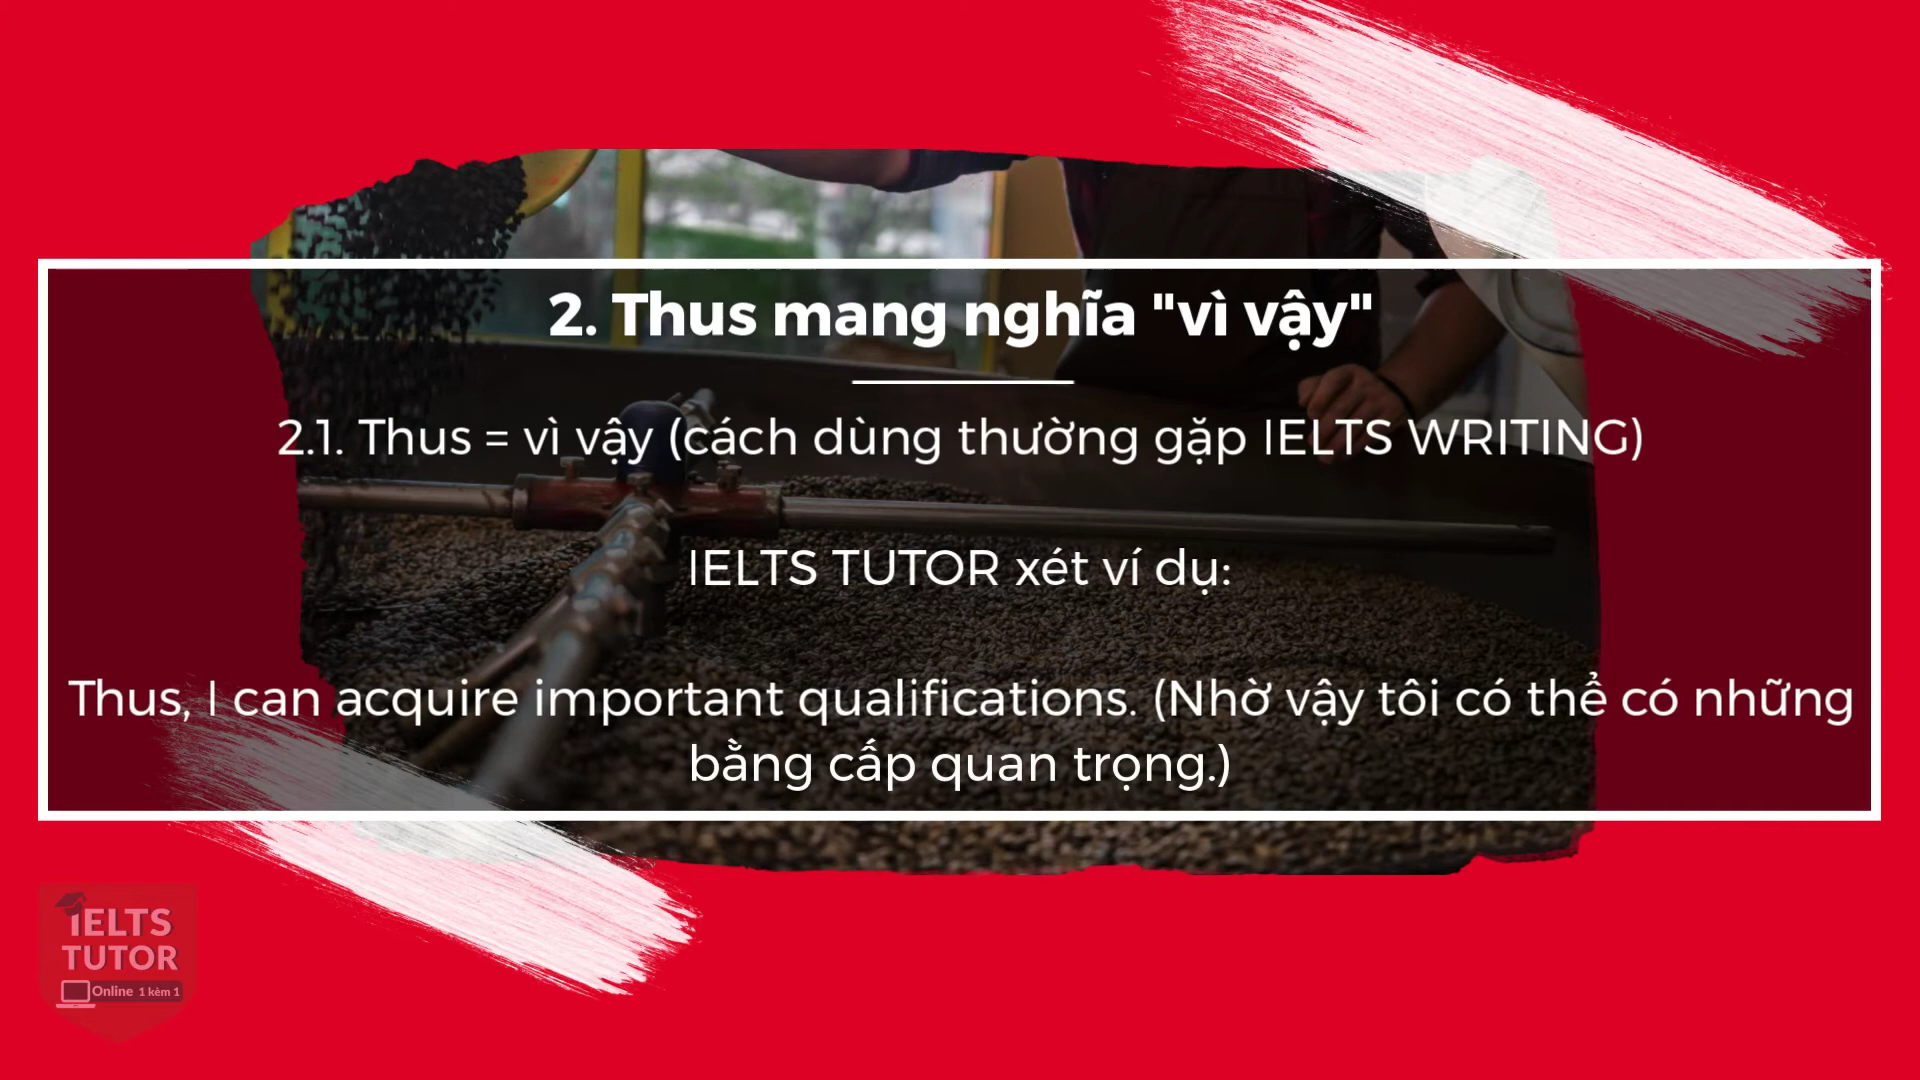 2. Thus mang nghĩa "vì vậy"
2.1. Thus = vì vậy (cách dùng thường gặp IELTS WRITING)
IELTS TUTOR xét ví dụ:
Thus, I can acquire important qualifications. (Nhờ vậy tôi có thể có những
bằng cấp quan trọng.)
IELTS
TUTOR
Online 1 kèm 1